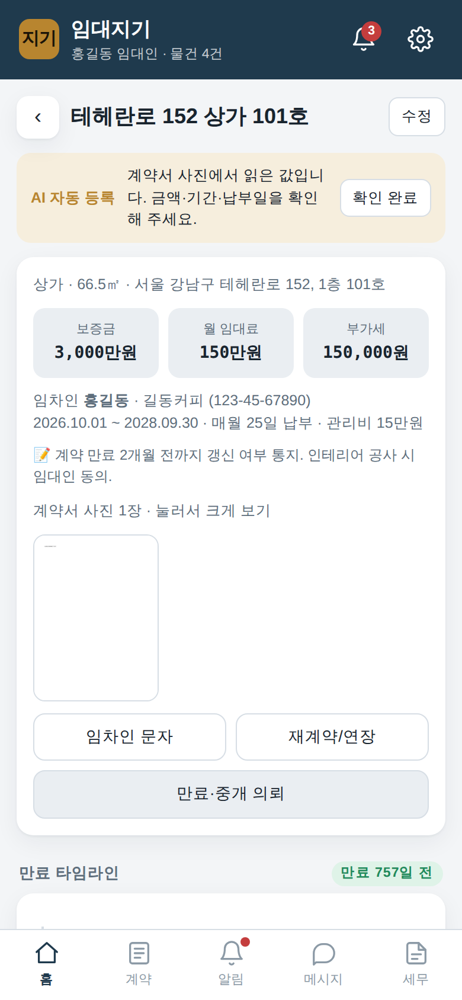 지기
임대지기
홍길동 임대인 · 물건 4건
3
‹
테헤란로 152 상가 101호
수정
AI 자동 등록
계약서 사진에서 읽은 값입니
다. 금액·기간·납부일을 확인
해 주세요.
확인 완료
상가 · 66.5㎡ · 서울 강남구 테헤란로 152, 1층 101호
보증금
3,000만원
월 임대료
150만원
부가세
150,000원
임차인 홍길동 · 길동커피 (123-45-67890)
2026.10.01 ~ 2028.09.30 · 매월 25일 납부 · 관리비 15만원
📝 계약 만료 2개월 전까지 갱신 여부 통지. 인테리어 공사 시
임대인 동의.
계약서 사진 1장 · 눌러서 크게 보기
임차인 문자
재계약/연장
만료·중개 의뢰
만료 타임라인
만료 757일 전
홈
계약
알림
메시지
세무